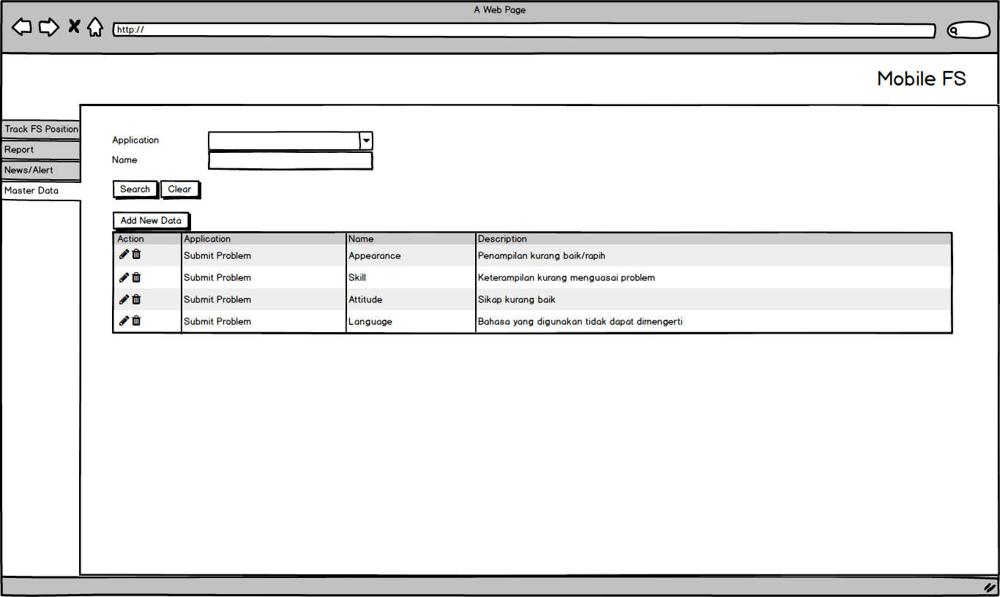 A Web Page
http://
Mobile FS
Track FS Position
Report
News/Alert
Master Data
Application
Name
Search Clear
Add New Data
Action Application Name Description
Submit Problem Appearance Penampilan kurang baik/rapih
Submit Problem Skill Keterampilan kurang menguasai problem
Submit Problem Attitude Sikap kurang baik
Submit Problem Language Bahasa yang digunakan tidak dapat dimengerti